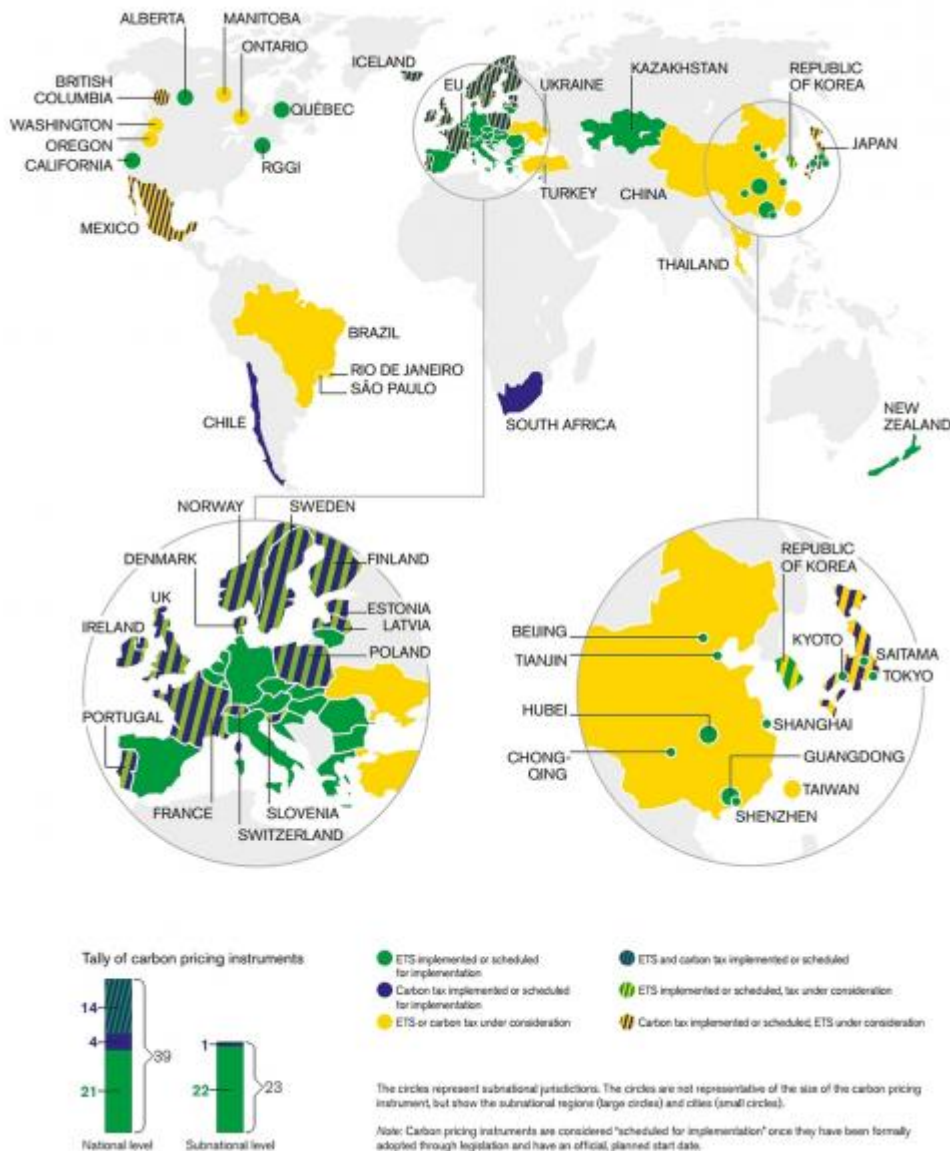 ALBERTA
MANITOBA
ONTARIO
BRITISH
COLUMBIA
QUÉBEC
WASHINGTON
OREGON
CALIFORNIA
RGGI
MEXICO
ICELAND
EU
UKRAINE
KAZAKHSTAN
REPUBLIC
OF KOREA
JAPAN
TURKEY
CHINA
THAILAND
BRAZIL
RIO DE JANEIRO
SÃO PAULO
CHILE
SOUTH AFRICA
NEW
ZEALAND
NORWAY
SWEDEN
DENMARK
FINLAND
UK
IRELAND
ESTONIA
LATVIA
POLAND
PORTUGAL
FRANCE
SLOVENIA
SWITZERLAND
REPUBLIC
OF KOREA
BEIJING
TIANJIN
KYOTO
SAITAMA
TOKYO
HUBEI
SHANGHAI
CHONG-
QING
GUANGDONG
TAIWAN
SHENZHEN
Tally of carbon pricing instruments
14
4
21
39
National level
1
22
23
Subnational level
ETS implemented or scheduled
for implementation
Carbon tax implemented or scheduled
for implementation
ETS or carbon tax under consideration
ETS and carbon tax implemented or scheduled
ETS implemented or scheduled, tax under consideration
Carbon tax implemented or scheduled, ETS under consideration
The circles represent subnational jurisdictions. The circles are not representative of the size of the carbon pricing
instrument, but show the subnational regions (large circles) and cities (small circles).
Note: Carbon pricing instruments are considered "scheduled for implementation" once they have been formally
adopted through legislation and have an official, planned start date.